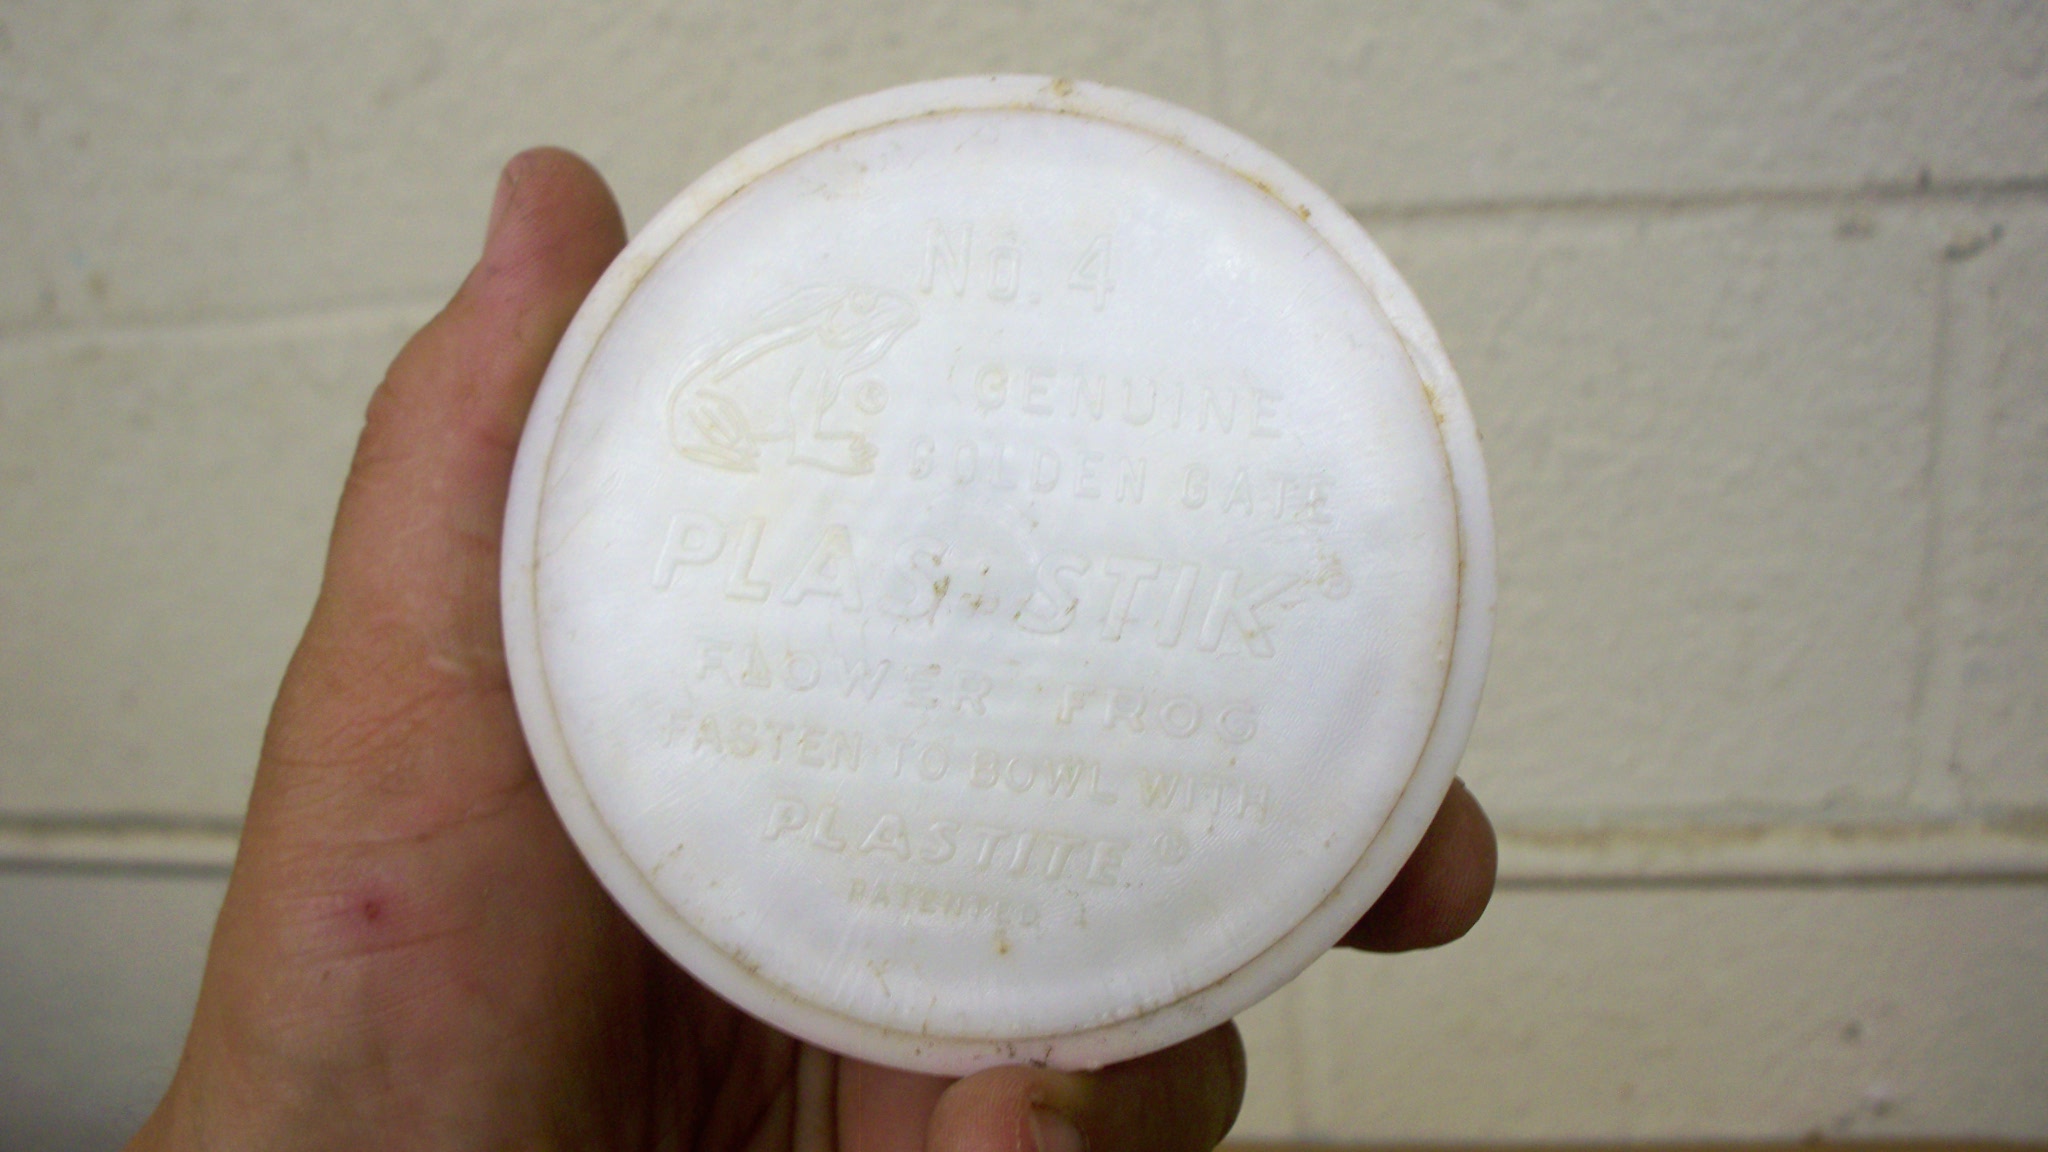 No. 4
GENUINE
GOLDEN GATE
PLAS-STIK®
FLOWER FROG
FASTEN TO BOWL WITH
PLASTITE®
PATENTED